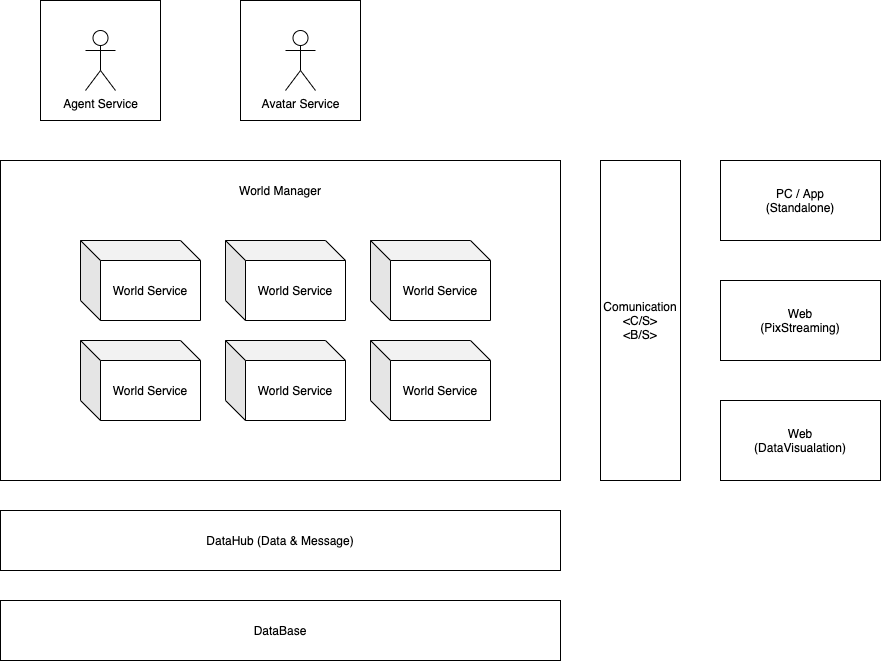 Agent Service
Avatar Service
World Manager
World Service
World Service
World Service
World Service
World Service
World Service
Comunication
<C/S>
<B/S>
PC / App
(Standalone)
Web
(PixStreaming)
Web
(DataVisualation)
DataHub (Data & Message)
DataBase